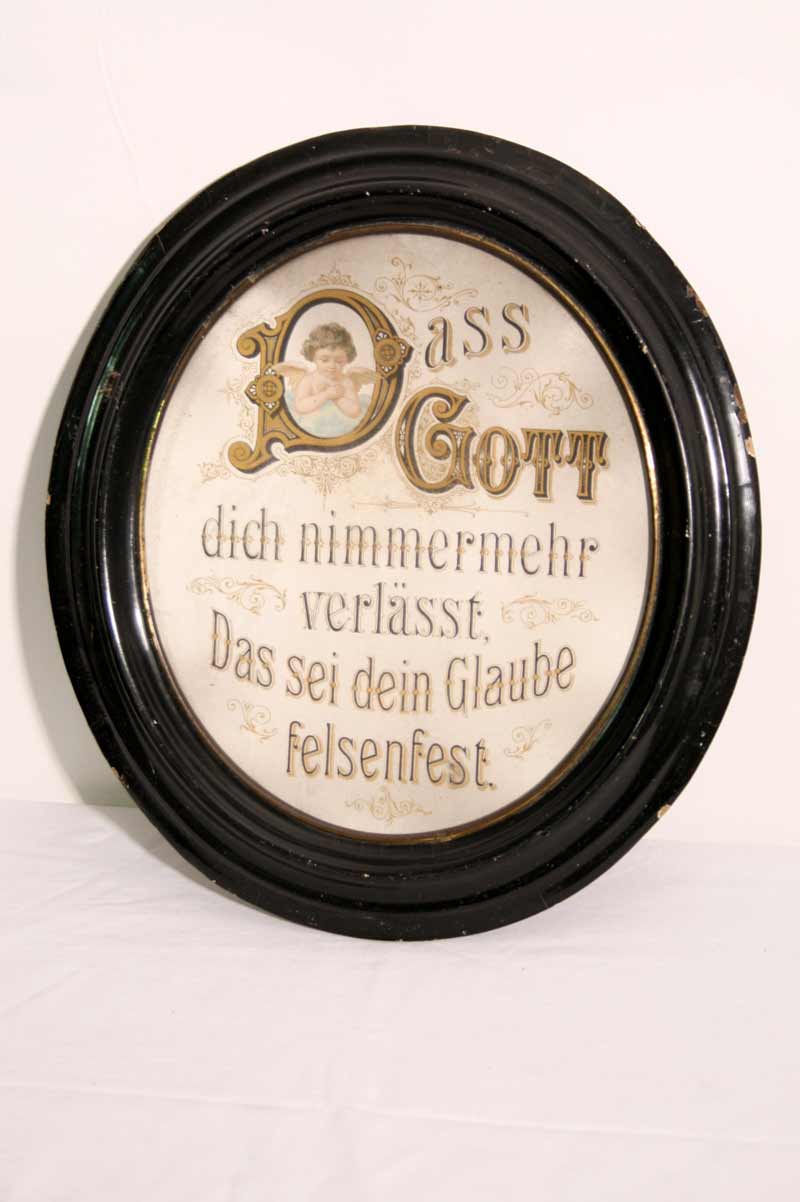 Dass
GOTT
dich nimmermehr
verlässt,
Das sei dein Glaube
felsenfest.